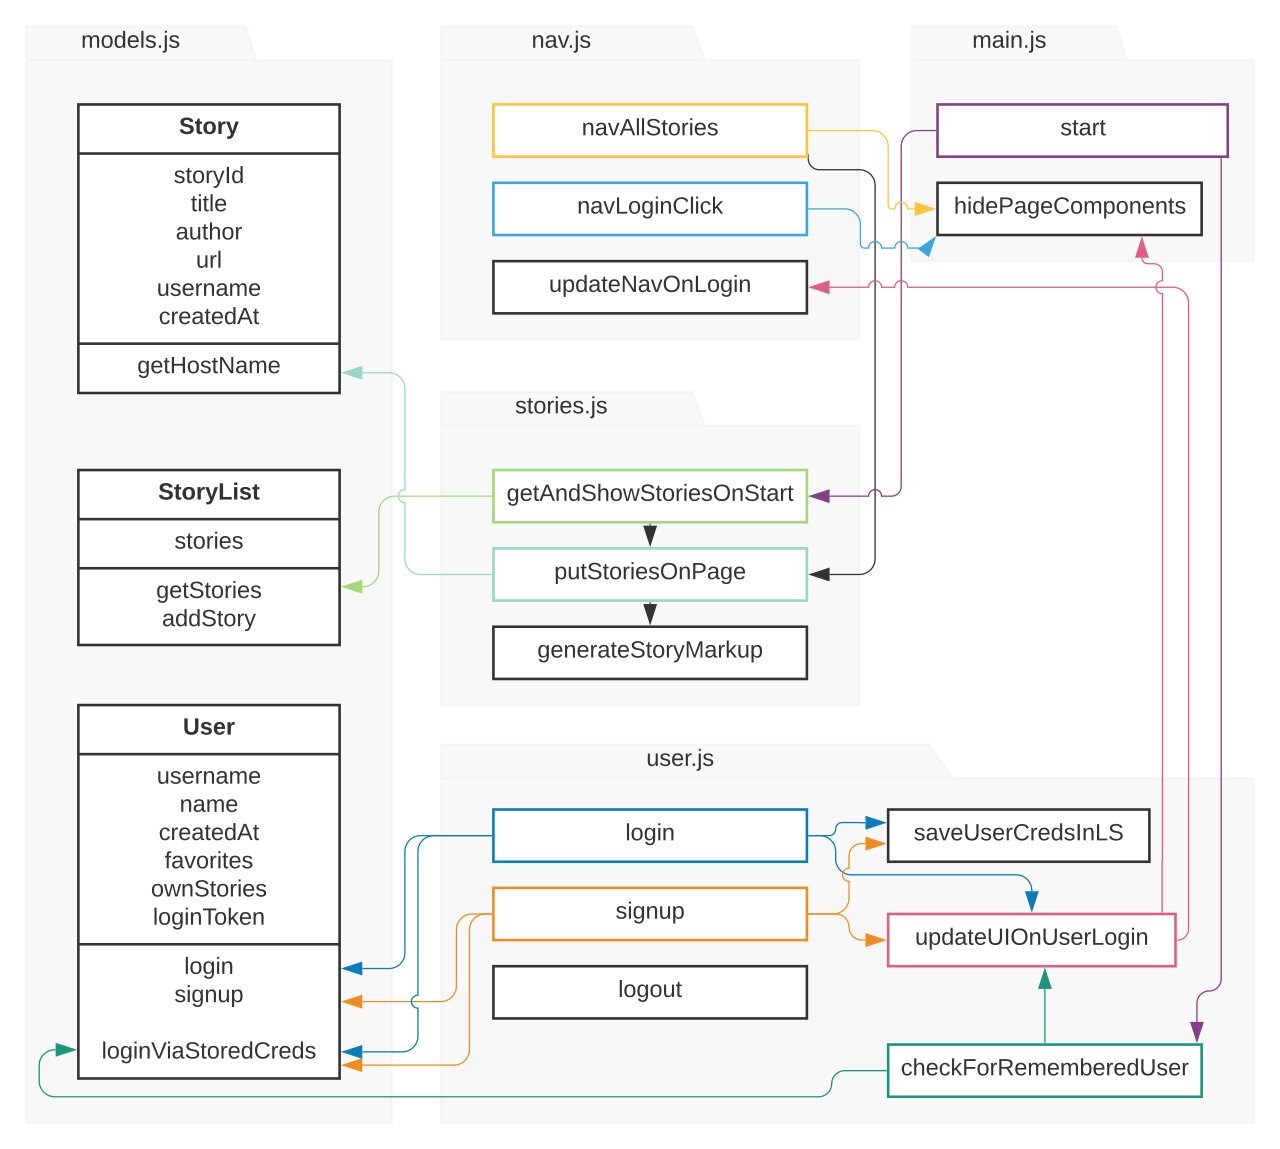 models.js
Story
storyId
title
author
url
username
createdAt
getHostName
StoryList
stories
getStories
addStory
User
username
name
createdAt
favorites
ownStories
loginToken
login
signup
loginViaStoredCreds
nav.js
navAllStories
navLoginClick
updateNavOnLogin
main.js
start
hidePageComponents
stories.js
getAndShowStoriesOnStart
putStoriesOnPage
generateStoryMarkup
user.js
login
signup
logout
saveUserCredsInLS
updateUIOnUserLogin
checkForRememberedUser